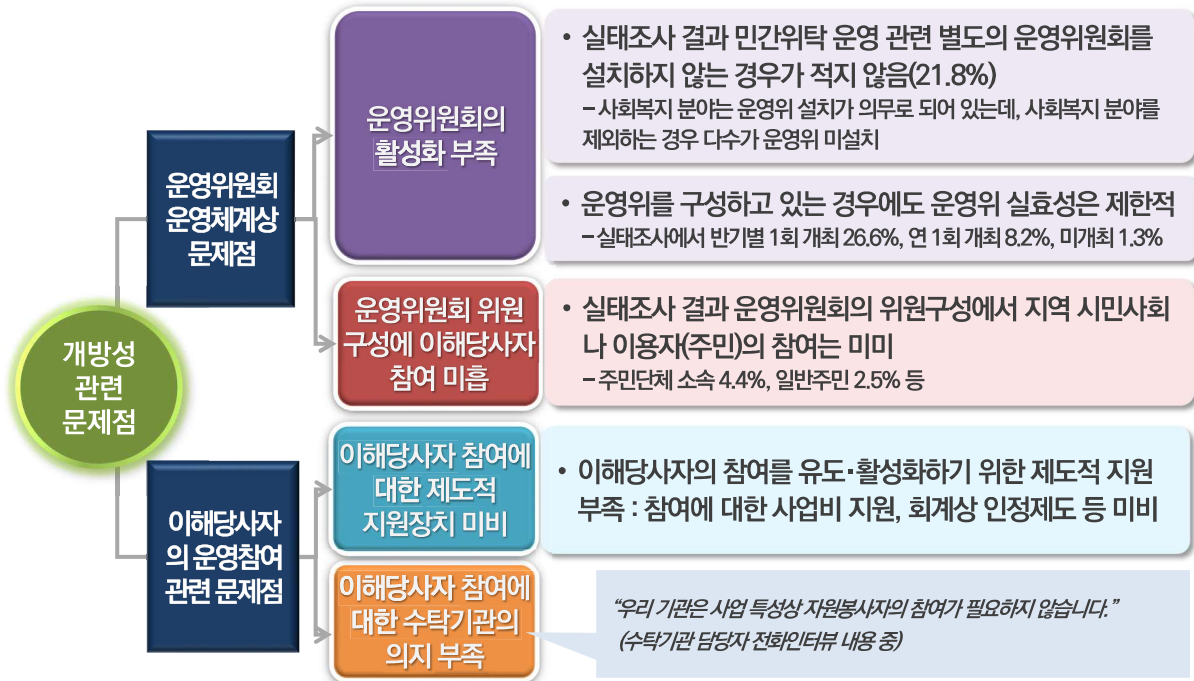 개방성
관련
문제점
운영위원회
운영체계상
문제점
운영위원회의
활성화 부족
• 실태조사 결과 민간위탁 운영 관련 별도의 운영위원회를
설치하지 않는 경우가 적지 않음(21.8%)
– 사회복지 분야는 운영위 설치가 의무로 되어 있는데, 사회복지 분야를
제외하는 경우 다수가 운영위 미설치
• 운영위를 구성하고 있는 경우에도 운영위 실효성은 제한적
– 실태조사에서 반기별 1회 개최 26.6%, 연 1회 개최 8.2%, 미개최 1.3%
운영위원회 위원
구성에 이해당사자
참여 미흡
• 실태조사 결과 운영위원회의 위원구성에서 지역 시민사회
나 이용자(주민)의 참여는 미미
– 주민단체 소속 4.4%, 일반주민 2.5% 등
이해당사자
의 운영참여
관련 문제점
이해당사자 참여에
대한 제도적
지원장치 미비
• 이해당사자의 참여를 유도·활성화하기 위한 제도적 지원
부족 : 참여에 대한 사업비 지원, 회계상 인정제도 등 미비
이해당사자 참여에
대한 수탁기관의
의지 부족
“우리 기관은 사업 특성상 자원봉사자의 참여가 필요하지 않습니다.”
(수탁기관 담당자 전화인터뷰 내용 중)